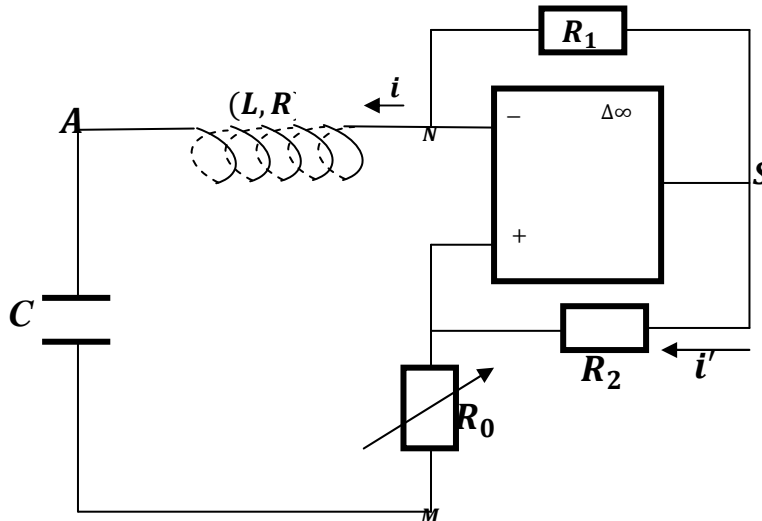 R₁
(L, R)
i
A
N
−
Δ∞
S
+
C
R₂
i′
R₀
M